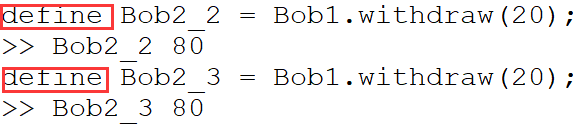 define Bob2_2 = Bob1.withdraw(20);
>> Bob2_2 80
define Bob2_3 = Bob1.withdraw(20);
>> Bob2_3 80